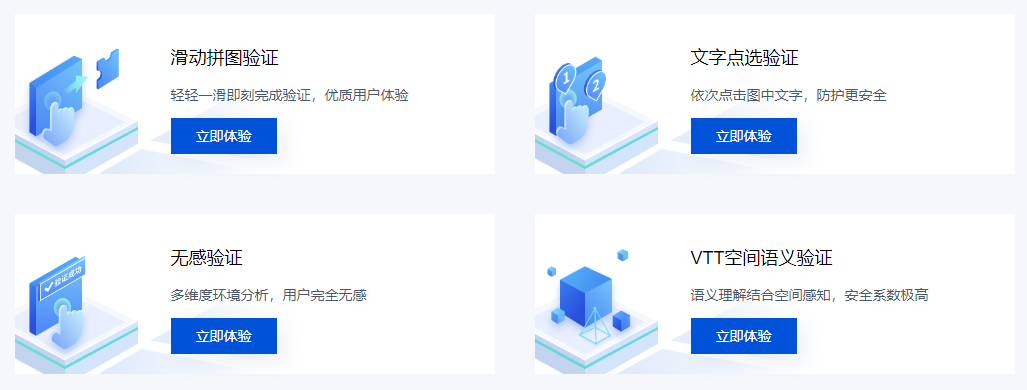 滑动拼图验证
轻轻一滑即刻完成验证，优质用户体验
立即体验
1
2
文字点选验证
依次点击图中文字，防护更安全
立即体验
验证成功
无感验证
多维度环境分析，用户完全无感
立即体验
VTT空间语义验证
语义理解结合空间感知，安全系数极高
立即体验